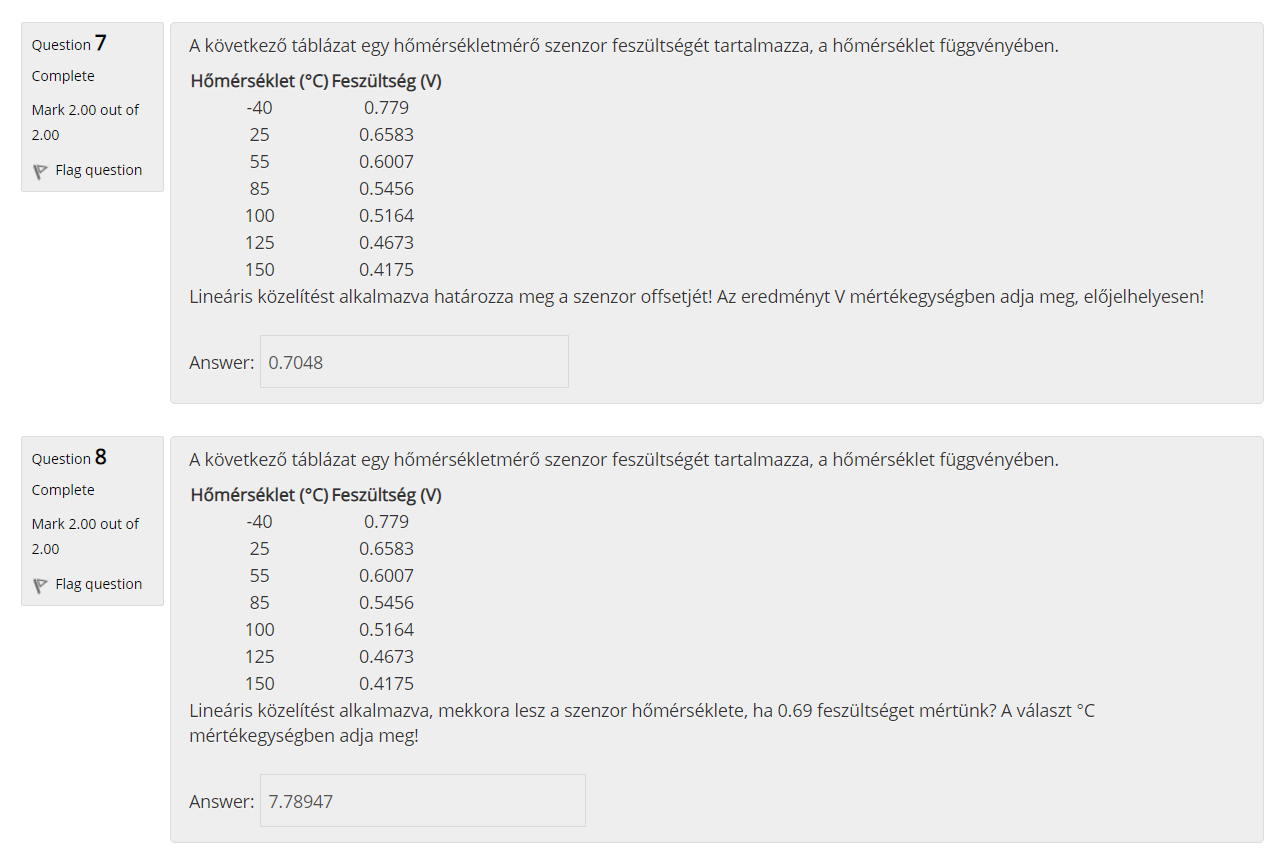 Question 7
Complete
Mark 2.00 out of
2.00
Flag question
A következő táblázat egy hőmérsékletmérő szenzor feszültségét tartalmazza, a hőmérséklet függvényében.
Hőmérséklet (°C) Feszültség (V)
-40 0.779
25 0.6583
55 0.6007
85 0.5456
100 0.5164
125 0.4673
150 0.4175
Lineáris közelítést alkalmazva határozza meg a szenzor offsetjét! Az eredményt V mértékegységben adja meg, előjelhelyesen!
Answer: 0.7048
Question 8
Complete
Mark 2.00 out of
2.00
Flag question
A következő táblázat egy hőmérsékletmérő szenzor feszültségét tartalmazza, a hőmérséklet függvényében.
Hőmérséklet (°C) Feszültség (V)
-40 0.779
25 0.6583
55 0.6007
85 0.5456
100 0.5164
125 0.4673
150 0.4175
Lineáris közelítést alkalmazva, mekkora lesz a szenzor hőmérséklete, ha 0.69 feszültséget mértünk? A választ °C
mértékegységben adja meg!
Answer: 7.78947